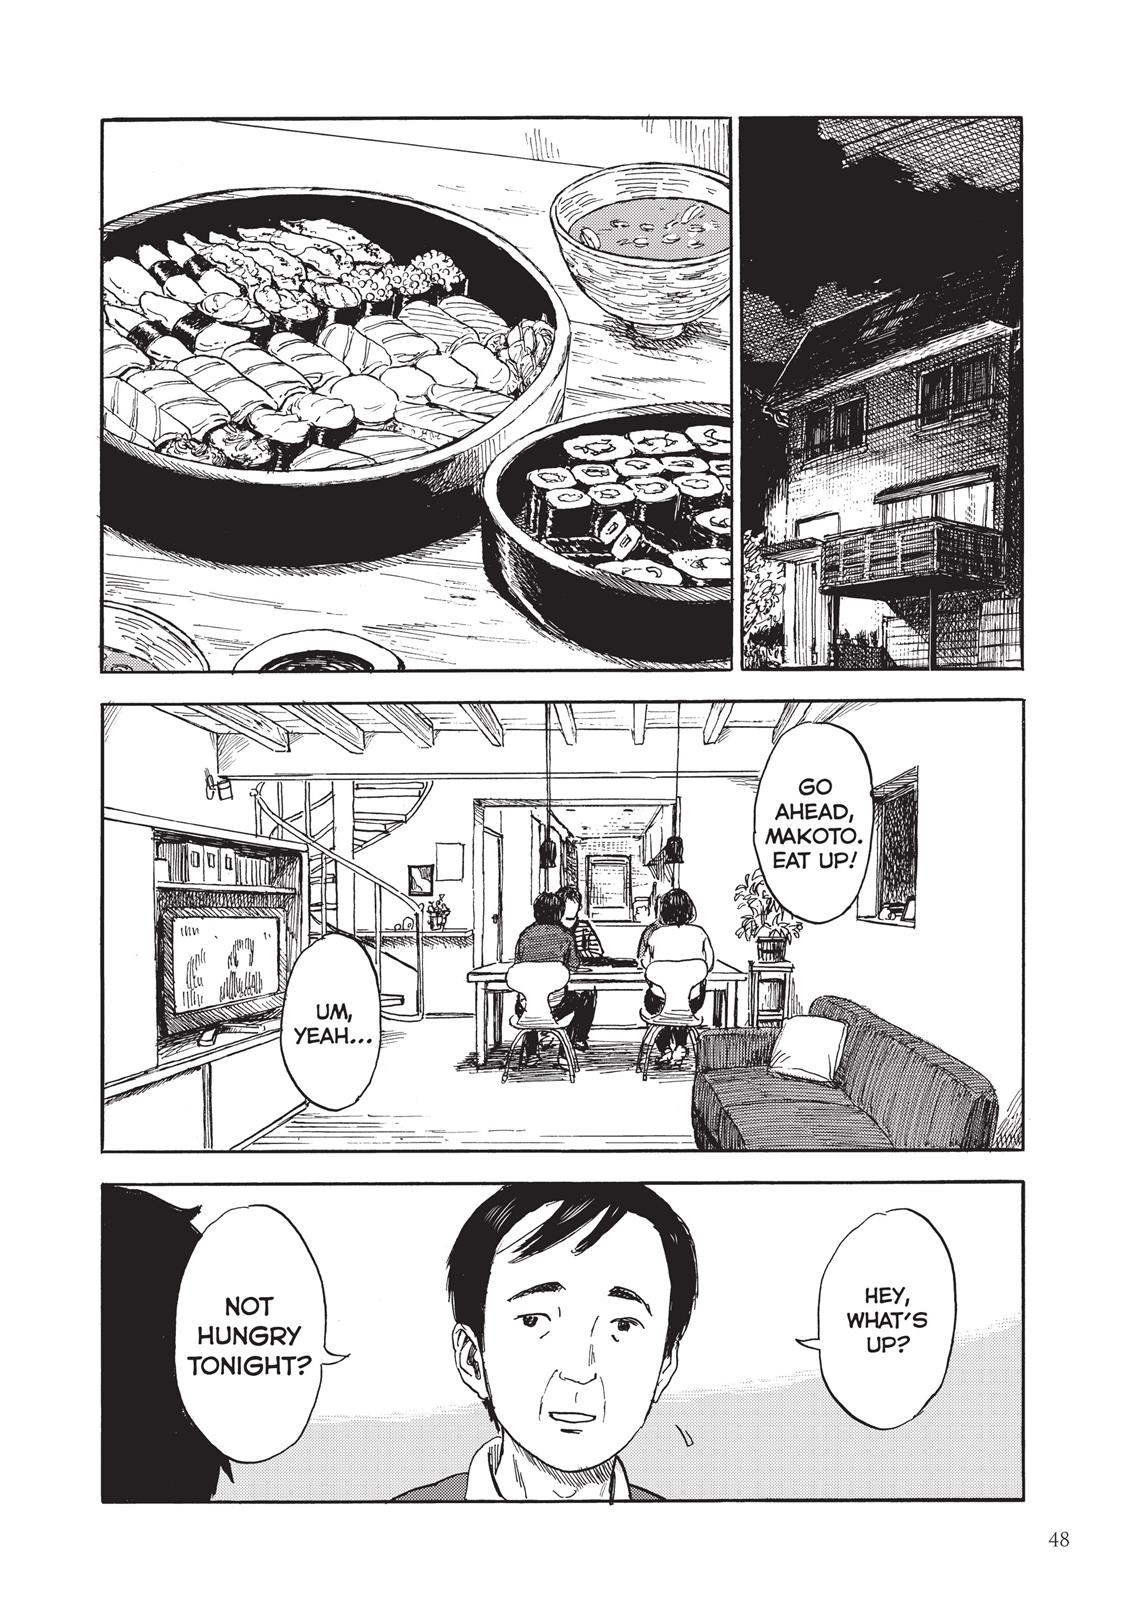 GO
AHEAD,
MAKOTO.
EAT UP!
UM,
YEAH...
HEY,
WHAT'S
UP?
NOT
HUNGRY
TONIGHT?
48